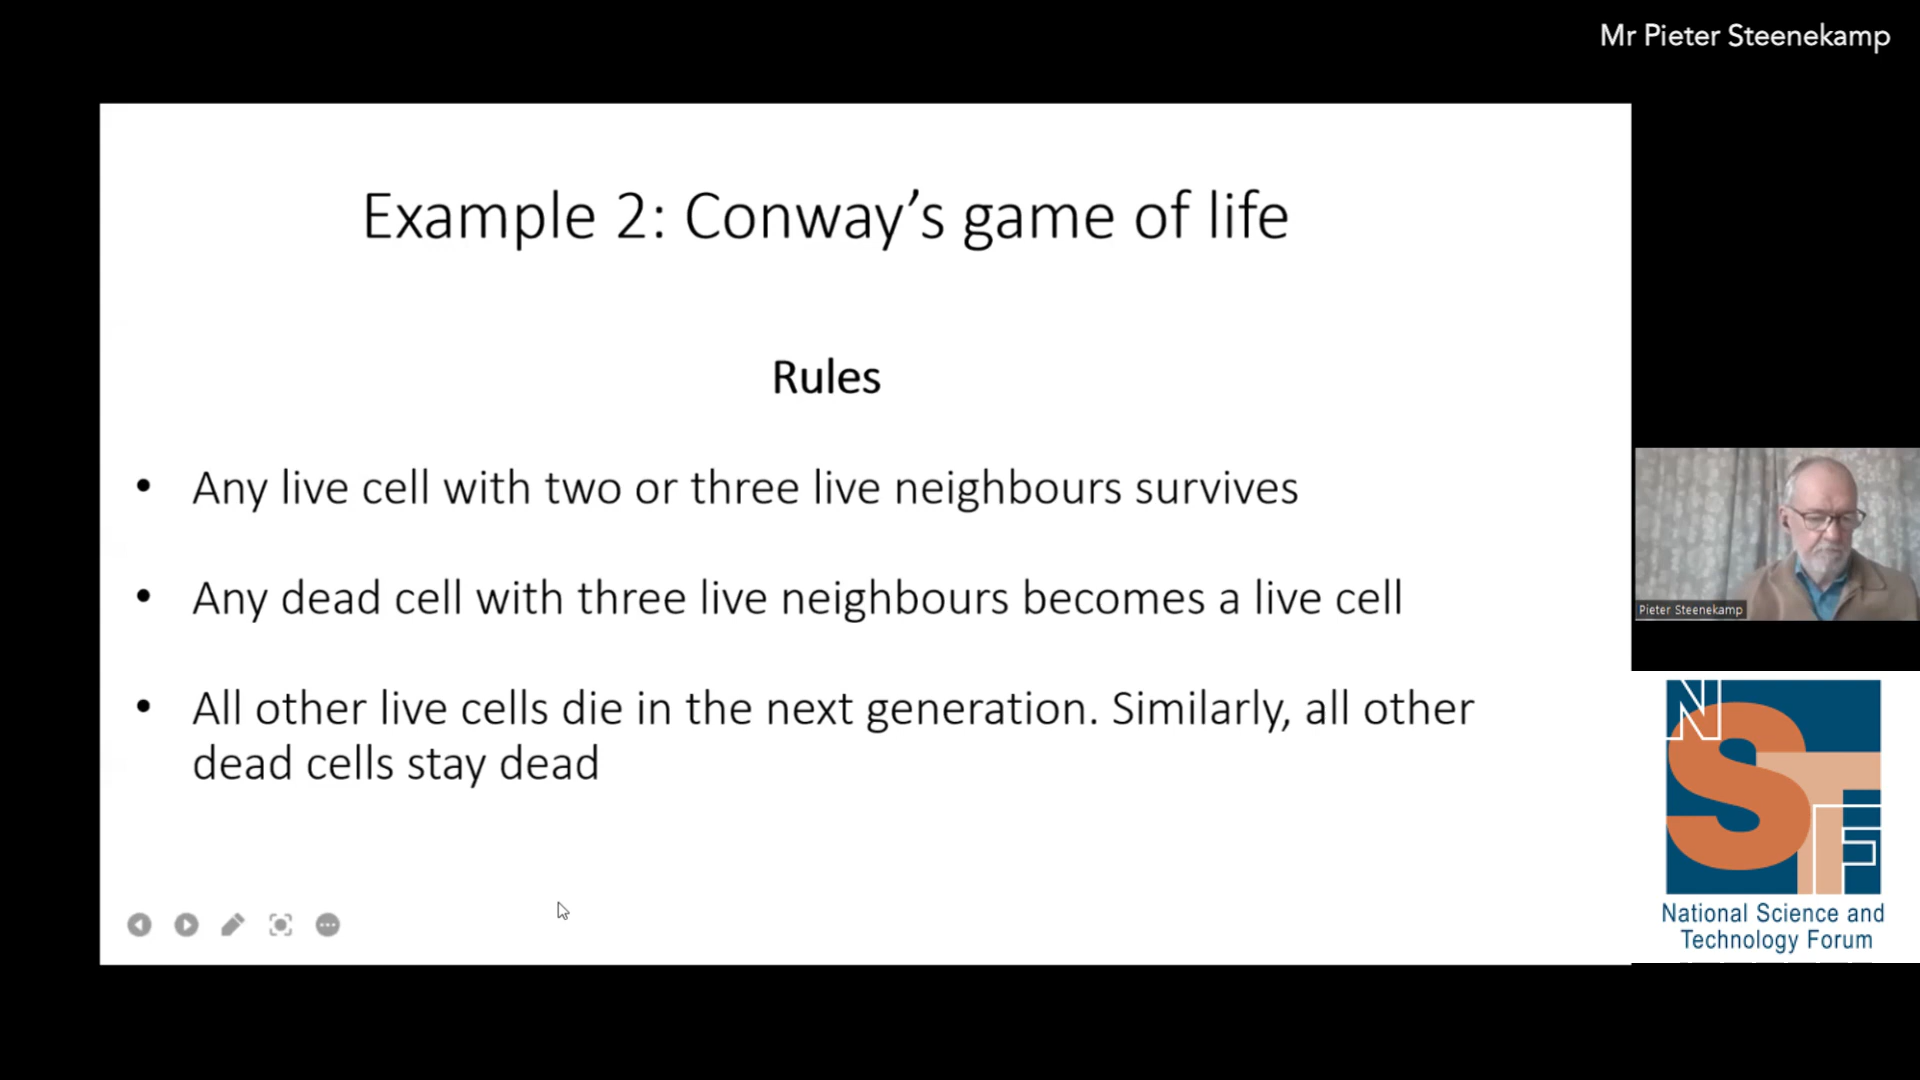 Mr Pieter Steenekamp
Example 2: Conway’s game of life
Rules
• Any live cell with two or three live neighbours survives
• Any dead cell with three live neighbours becomes a live cell
• All other live cells die in the next generation. Similarly, all other
dead cells stay dead
Pieter Steenekamp
NSTF
National Science and
Technology Forum